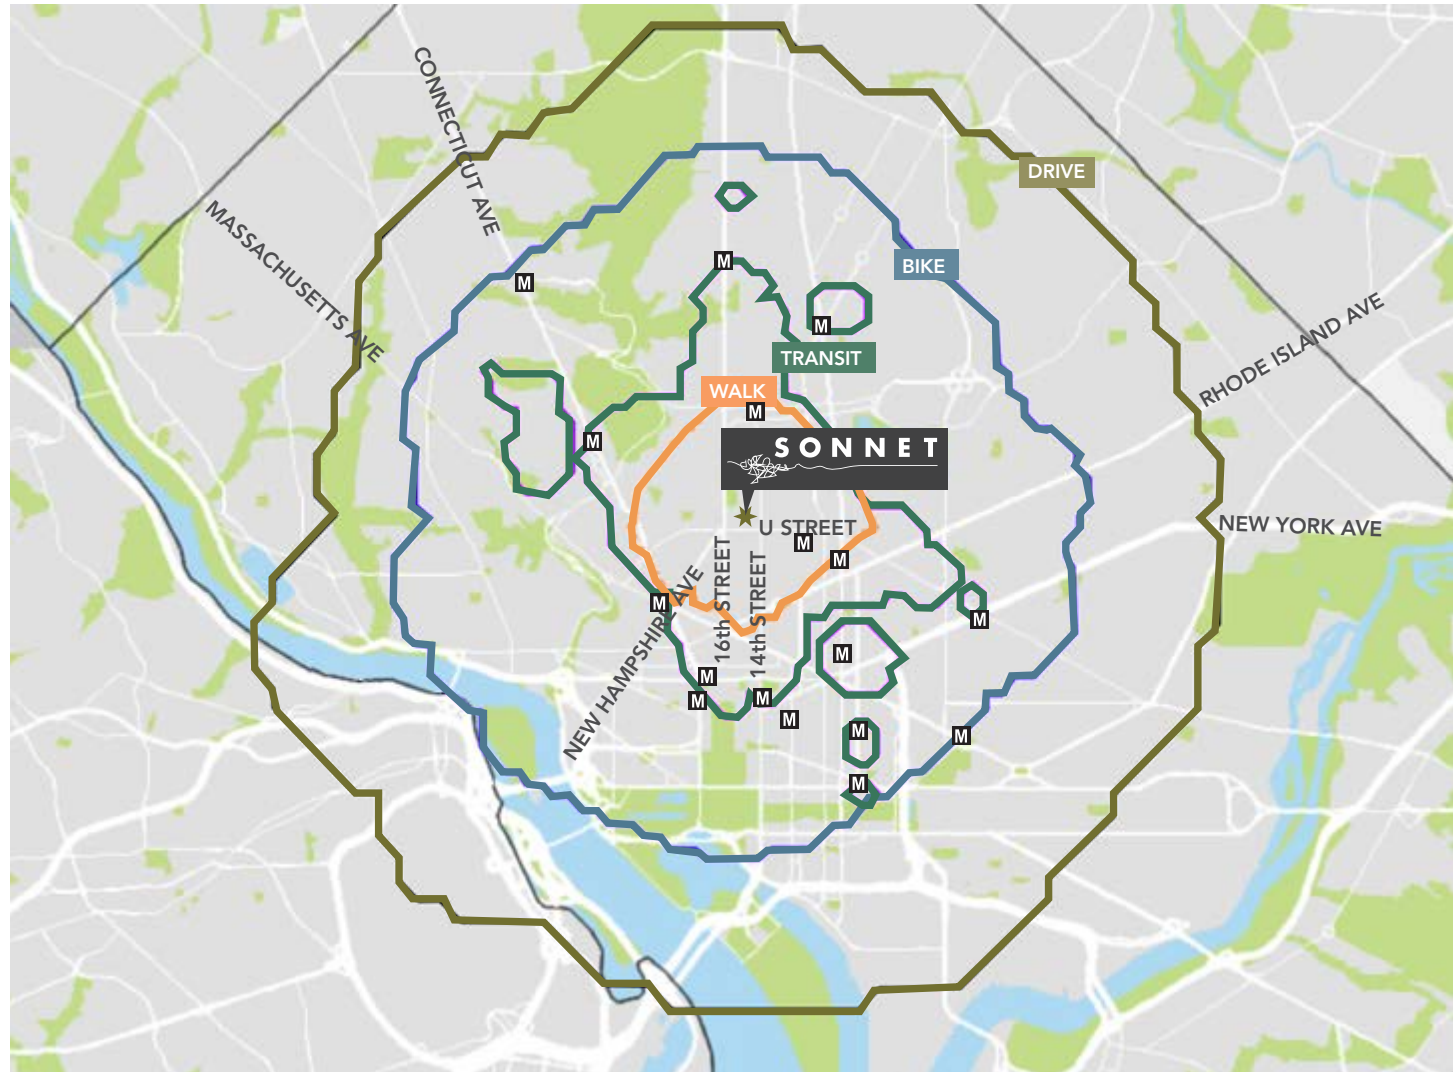 CONNECTICUT AVE
DRIVE
MASSACHUSETTS AVE
M
BIKE
M
M
RHODE ISLAND AVE
TRANSIT
WALK
M
M
SONNET
U STREET
NEW YORK AVE
M
M
M
NEW HAMPSHIRE AVE
16th STREET
14th STREET
M
M
M
M
M
M
M
M
M